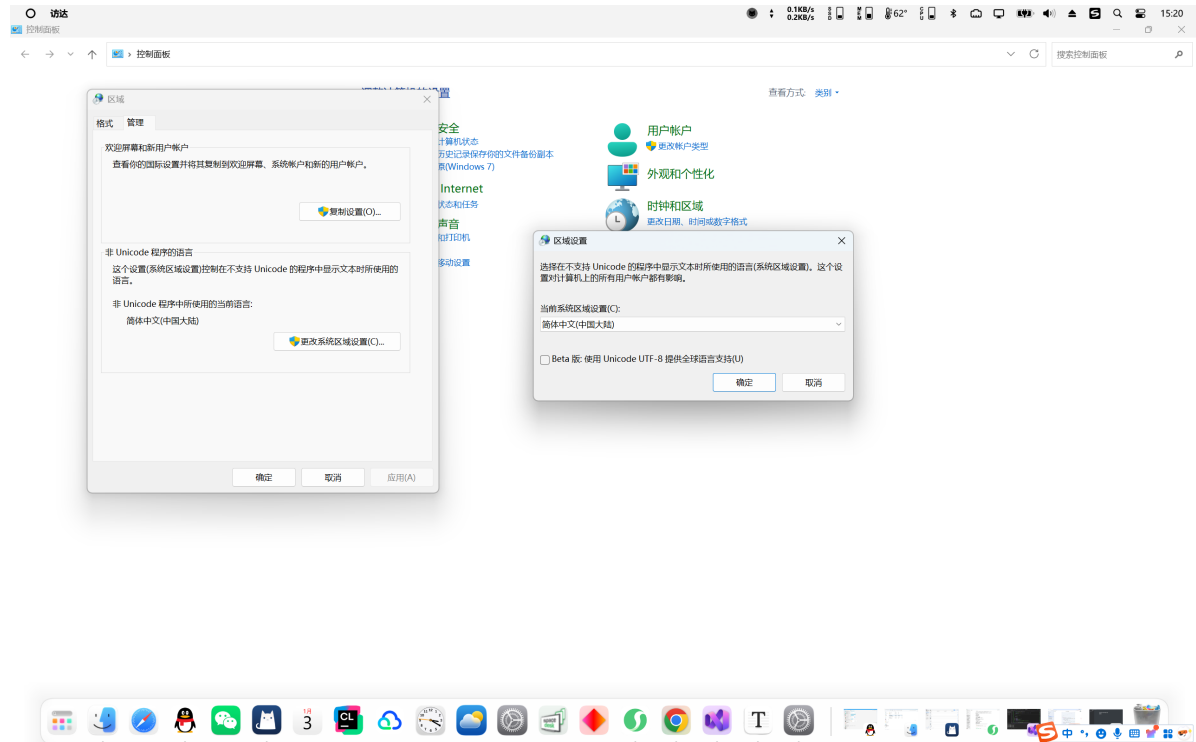 访达
0.1KB/s
0.2KB/s
SSD
MEM
62°
CPU
15:20
控制面板
控制面板
搜索控制面板
查看方式:
类别
区域
格式
管理
欢迎屏幕和新用户帐户
查看你的国际设置并将其复制到欢迎屏幕、系统帐户和新的用户帐户。
复制设置(O)...
非 Unicode 程序的语言
这个设置(系统区域设置)控制在不支持 Unicode 的程序中显示文本时所使用的
语言。
非 Unicode 程序中所使用的当前语言:
简体中文(中国大陆)
更改系统区域设置(C)...
确定
取消
应用(A)
安全
计算机状态
历史记录保存你的文件备份副本
原(Windows 7)
Internet
状态和任务
声音
和打印机
移动设置
用户帐户
更改帐户类型
外观和个性化
时钟和区域
更改日期、时间或数字格式
区域设置
选择在不支持 Unicode 的程序中显示文本时所使用的语言(系统区域设置)。这个设
置对计算机上的所有用户帐户都有影响。
当前系统区域设置(C):
简体中文(中国大陆)
Beta 版: 使用 Unicode UTF-8 提供全球语言支持(U)
确定
取消
1月
3
CL
T
中